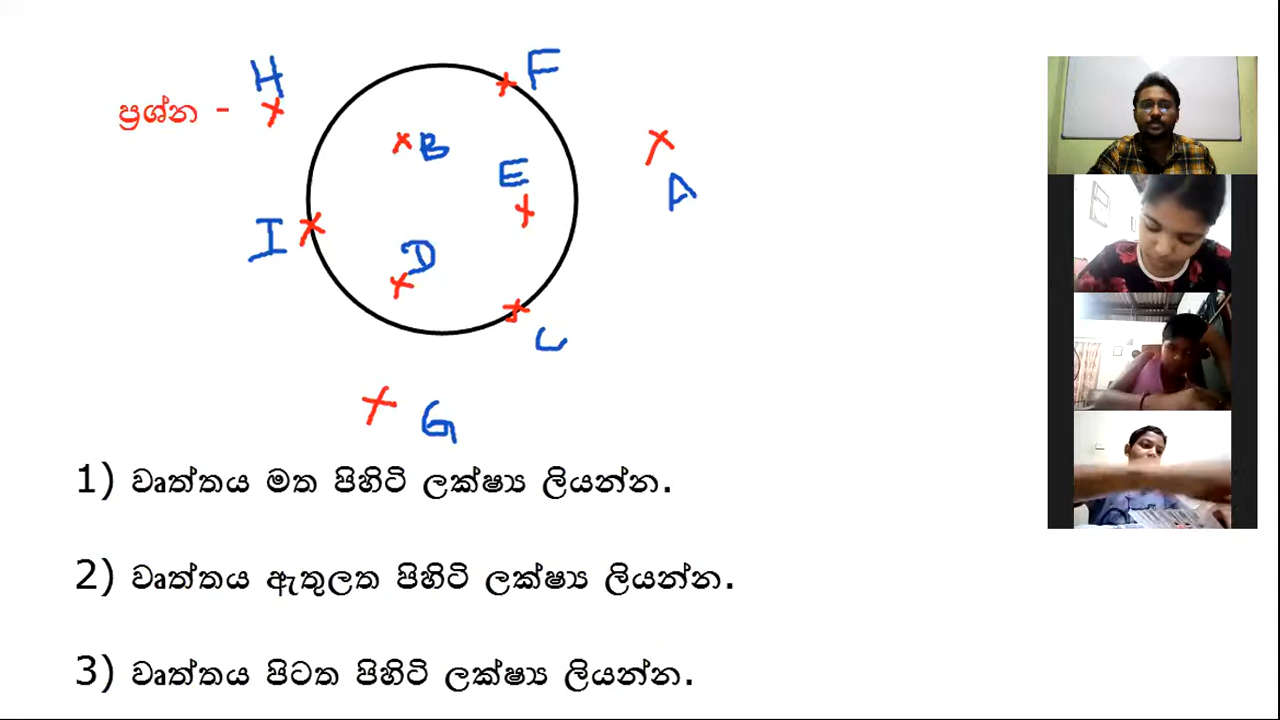 H
F
ප්‍රශ්න -
B
E
A
I
D
C
G
1) වෘත්තය මත පිහිටි ලක්ෂ්‍ය ලියන්න.
2) වෘත්තය ඇතුලත පිහිටි ලක්ෂ්‍ය ලියන්න.
3) වෘත්තය පිටත පිහිටි ලක්ෂ්‍ය ලියන්න.